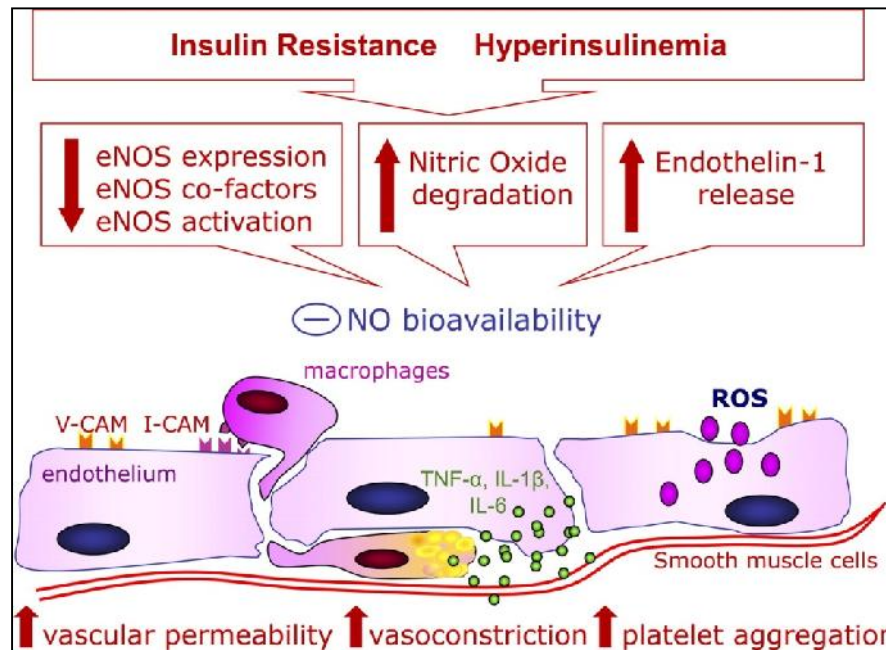 Insulin Resistance Hyperinsulinemia
eNOS expression
eNOS co-factors
eNOS activation
Nitric Oxide
degradation
Endothelin-1
release
NO bioavailability
macrophages
V-CAM I-CAM
ROS
endothelium
TNF-α, IL-1β,
IL-6
Smooth muscle cells
vascular permeability
vasoconstriction
platelet aggregation